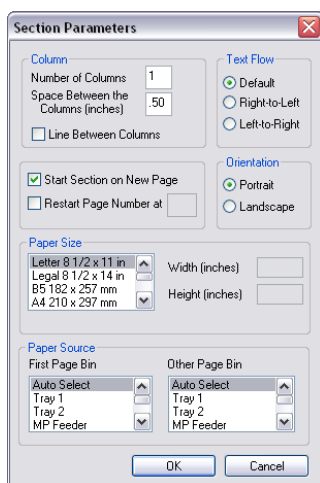 Section Parameters
Column
Number of Columns 1
Space Between the
Columns (inches) .50
Line Between Columns
Text Flow
Default
Right-to-Left
Left-to-Right
Start Section on New Page
Restart Page Number at
Orientation
Portrait
Landscape
Paper Size
Letter 8 1/2 x 11 in
Legal 8 1/2 x 14 in
B5 182 x 257 mm
A4 210 x 297 mm
Width (inches)
Height (inches)
Paper Source
First Page Bin
Auto Select
Tray 1
Tray 2
MP Feeder
Other Page Bin
Auto Select
Tray 1
Tray 2
MP Feeder
OK
Cancel